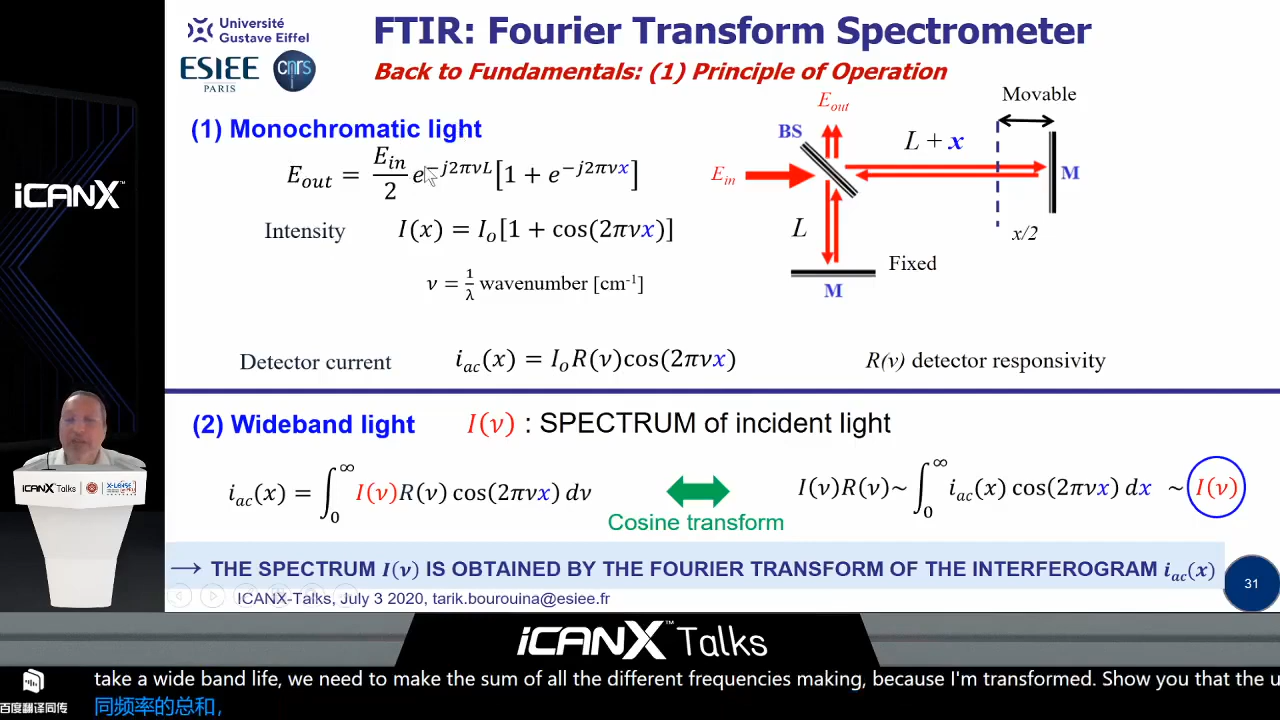 Université
Gustave Eiffel
ESIEE
PARIS
cnrs
FTIR: Fourier Transform Spectrometer
Back to Fundamentals: (1) Principle of Operation
iCANX
(1) Monochromatic light
E_out = E_in/2 e^{-j2πνL}[1 + e^{-j2πνx}]
Intensity I(x) = I_o[1 + cos(2πνx)]
ν = 1/λ wavenumber [cm⁻¹]
E_out
Movable
BS
L + x
E_in
M
L
x/2
Fixed
M
Detector current i_ac(x) = I_o R(ν)cos(2πνx) R(ν) detector responsivity
(2) Wideband light I(ν) : SPECTRUM of incident light
i_ac(x) = ∫_0^∞ I(ν)R(ν) cos(2πνx) dν
Cosine transform
I(ν)R(ν)~ ∫_0^∞ i_ac(x) cos(2πνx) dx ~ I(ν)
→ THE SPECTRUM I(ν) IS OBTAINED BY THE FOURIER TRANSFORM OF THE INTERFEROGRAM i_ac(x)
31
ICANX-Talks, July 3 2020, tarik.bourouina@esiee.fr
iCANX Talks
iCANX Talks
take a wide band life, we need to make the sum of all the different frequencies making, because I'm transformed. Show you that the u
百度翻译同传
同频率的总和，